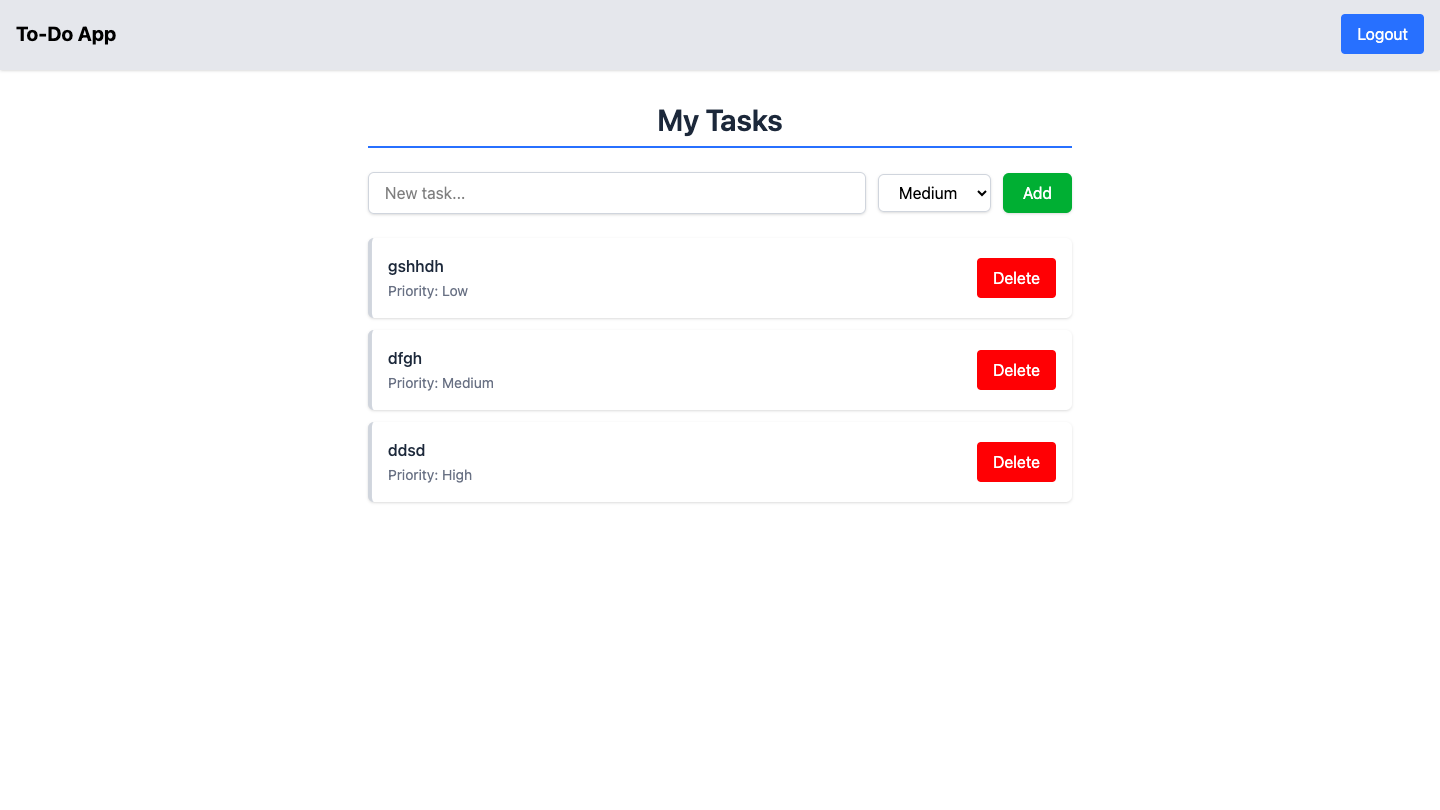 To-Do App
Logout
My Tasks
New task...
Medium
Add
gshhdh
Priority: Low
Delete
dfgh
Priority: Medium
Delete
ddsd
Priority: High
Delete